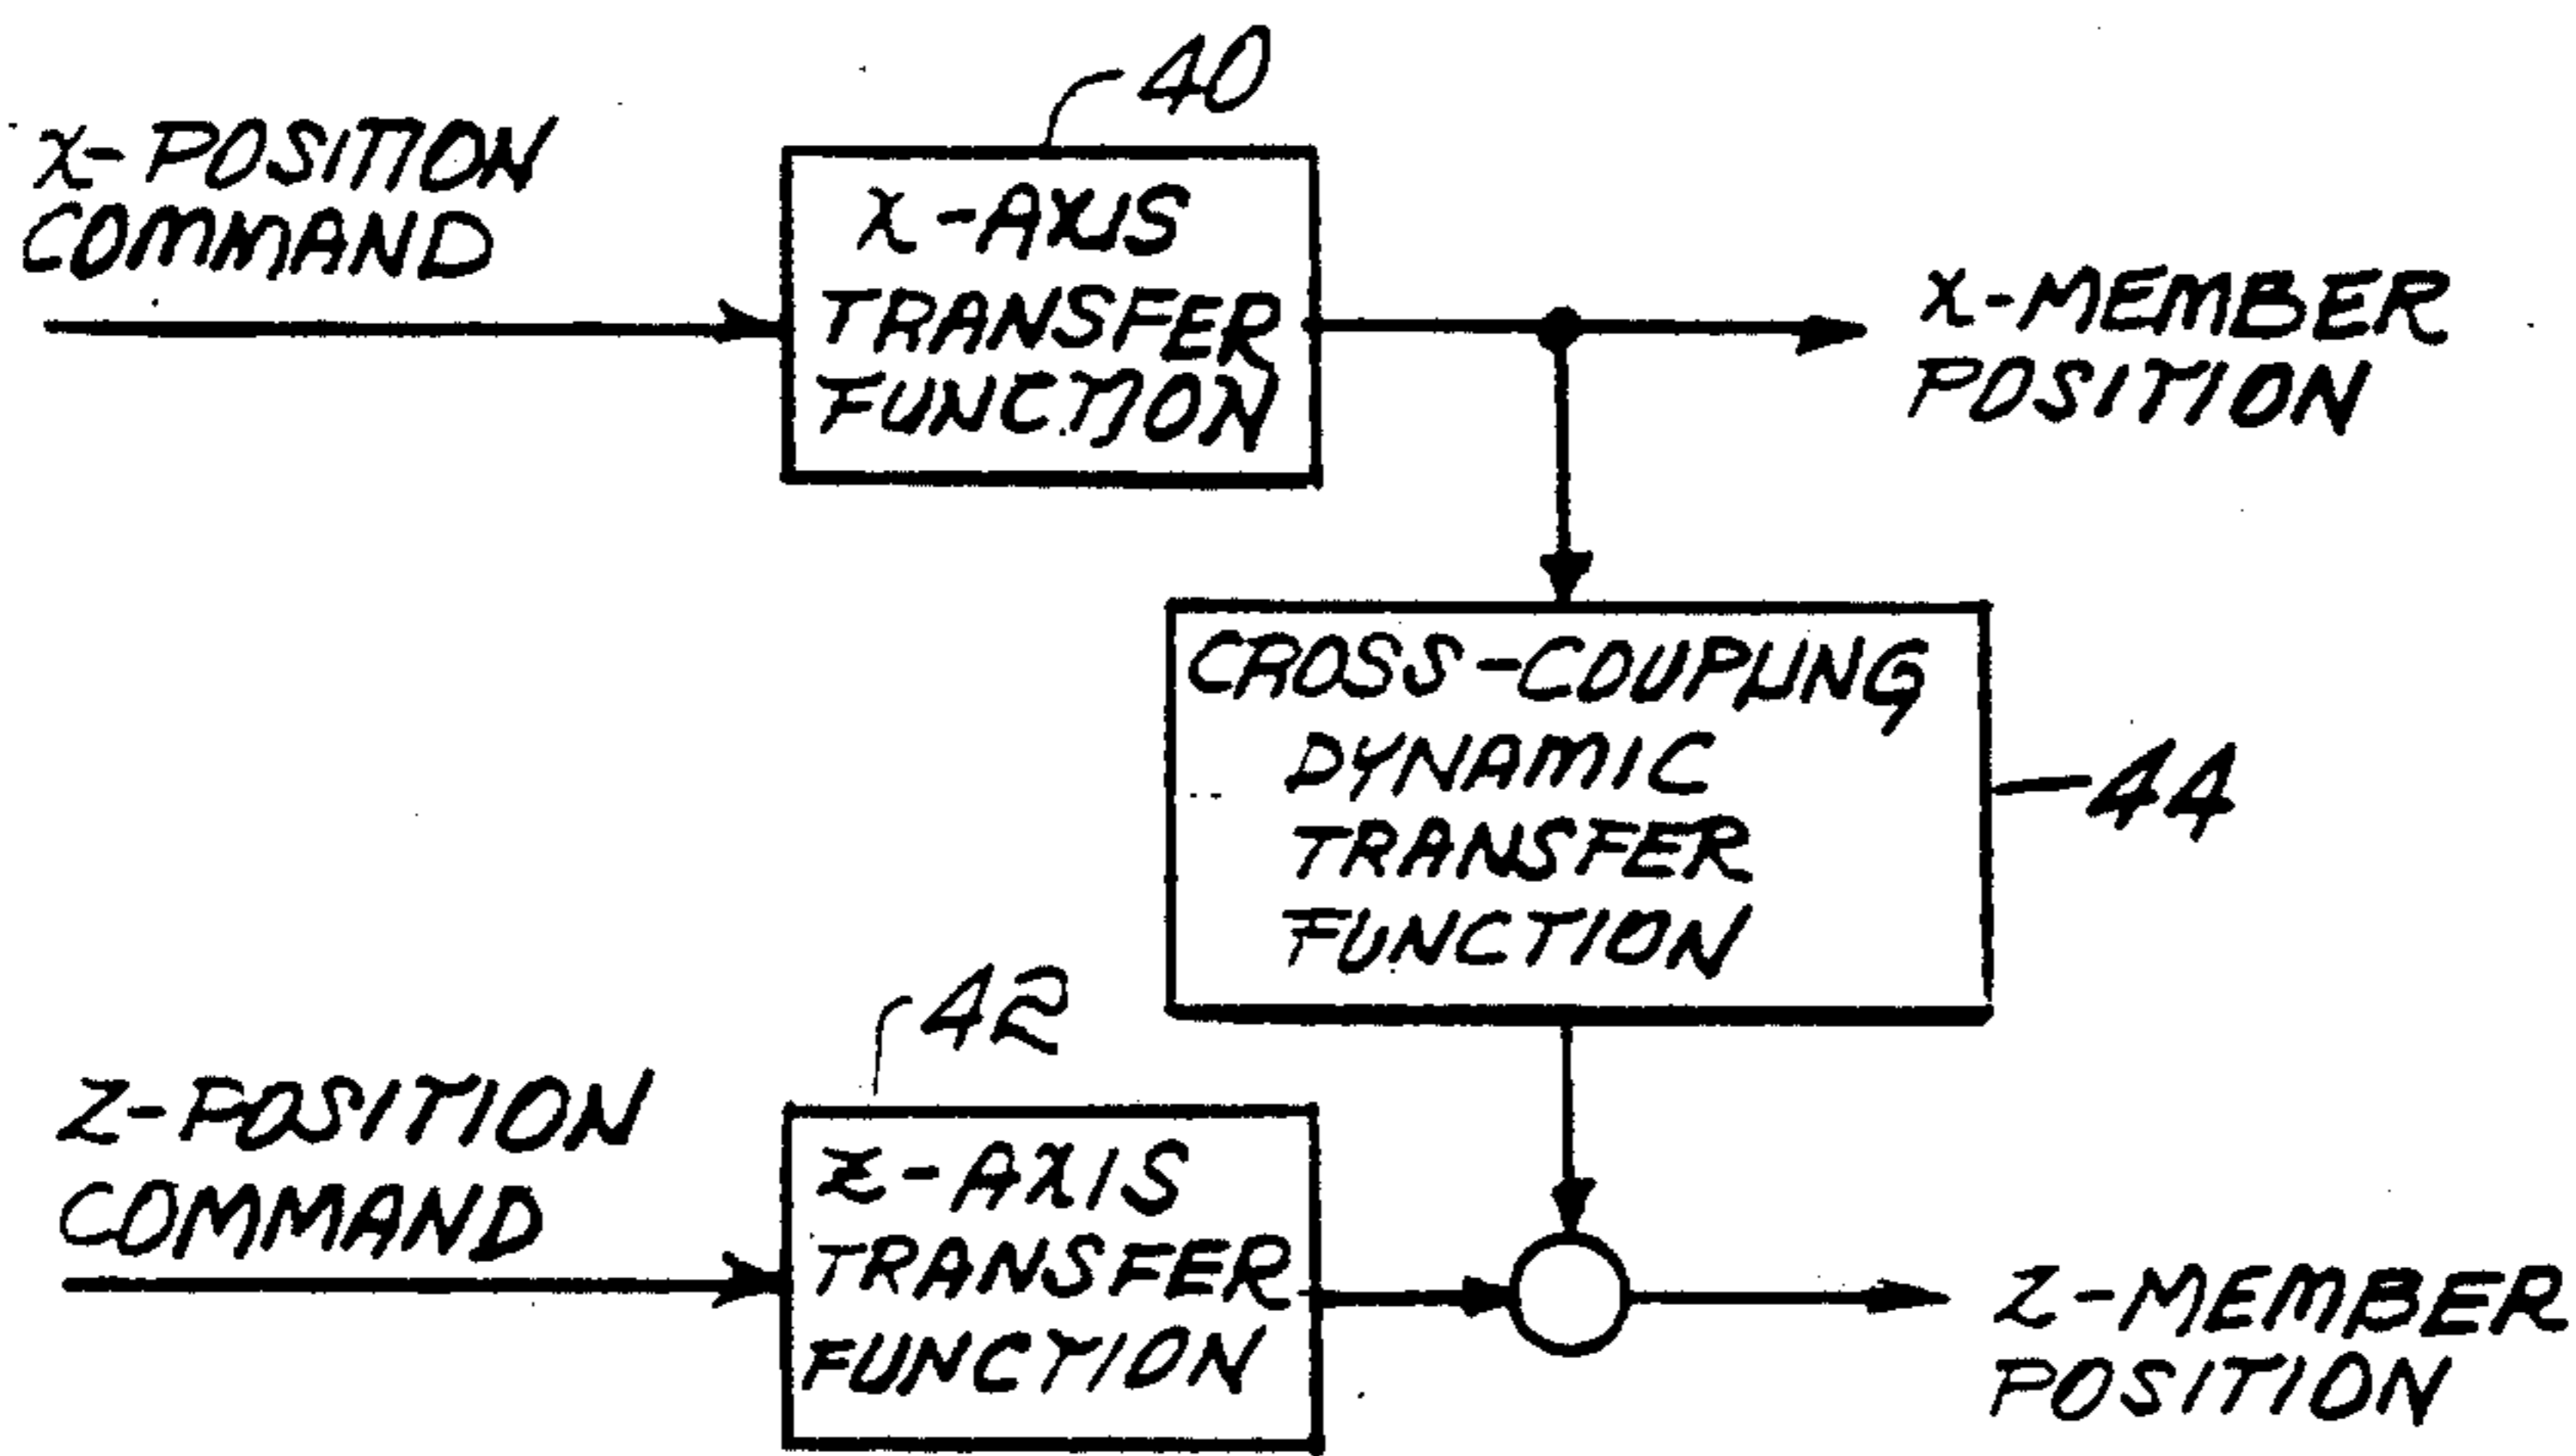 40
X-POSITION
COMMAND
X-AXIS
TRANSFER
FUNCTION
X-MEMBER
POSITION
CROSS-COUPLING
DYNAMIC
TRANSFER
FUNCTION
44
42
Z-POSITION
COMMAND
Z-AXIS
TRANSFER
FUNCTION
Z-MEMBER
POSITION